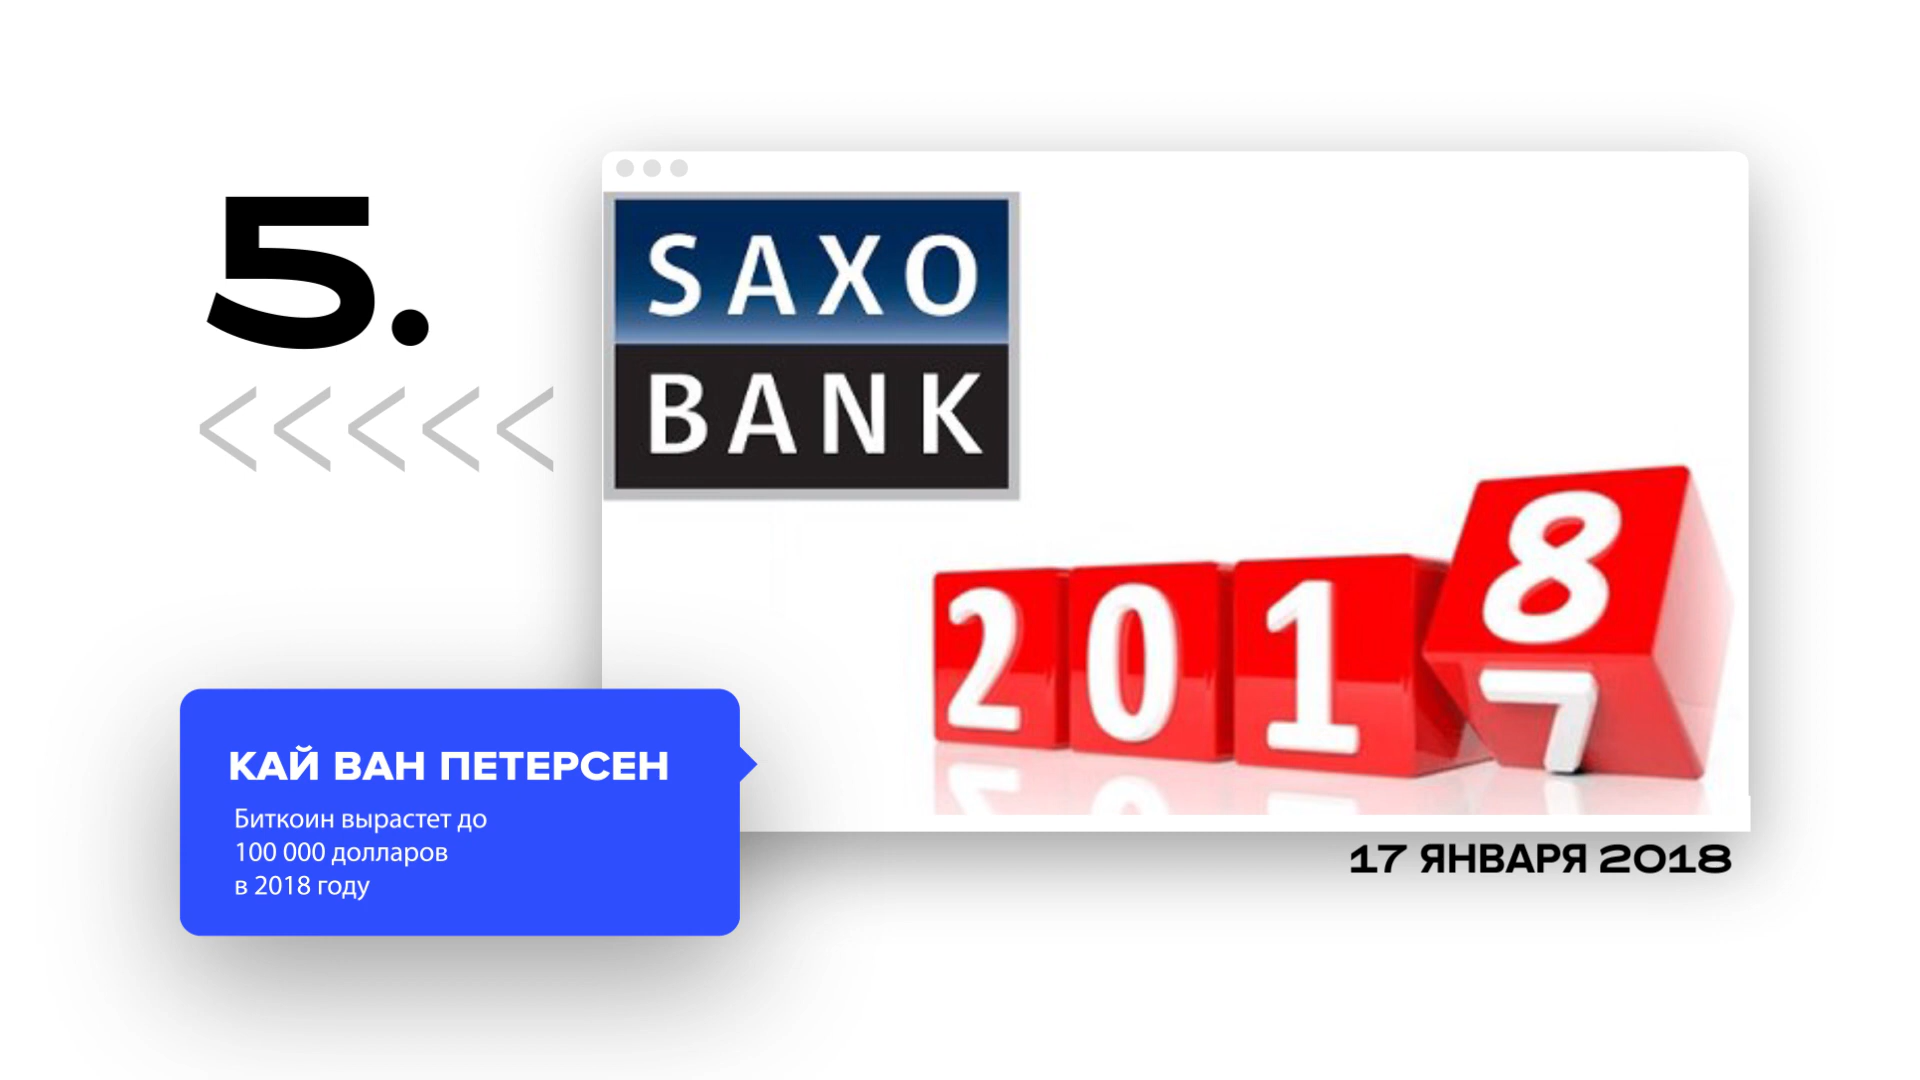 5.
<<<<<
SAXO
BANK
2018
7
КАЙ ВАН ПЕТЕРСЕН
Биткоин вырастет до
100 000 долларов
в 2018 году
17 ЯНВАРЯ 2018